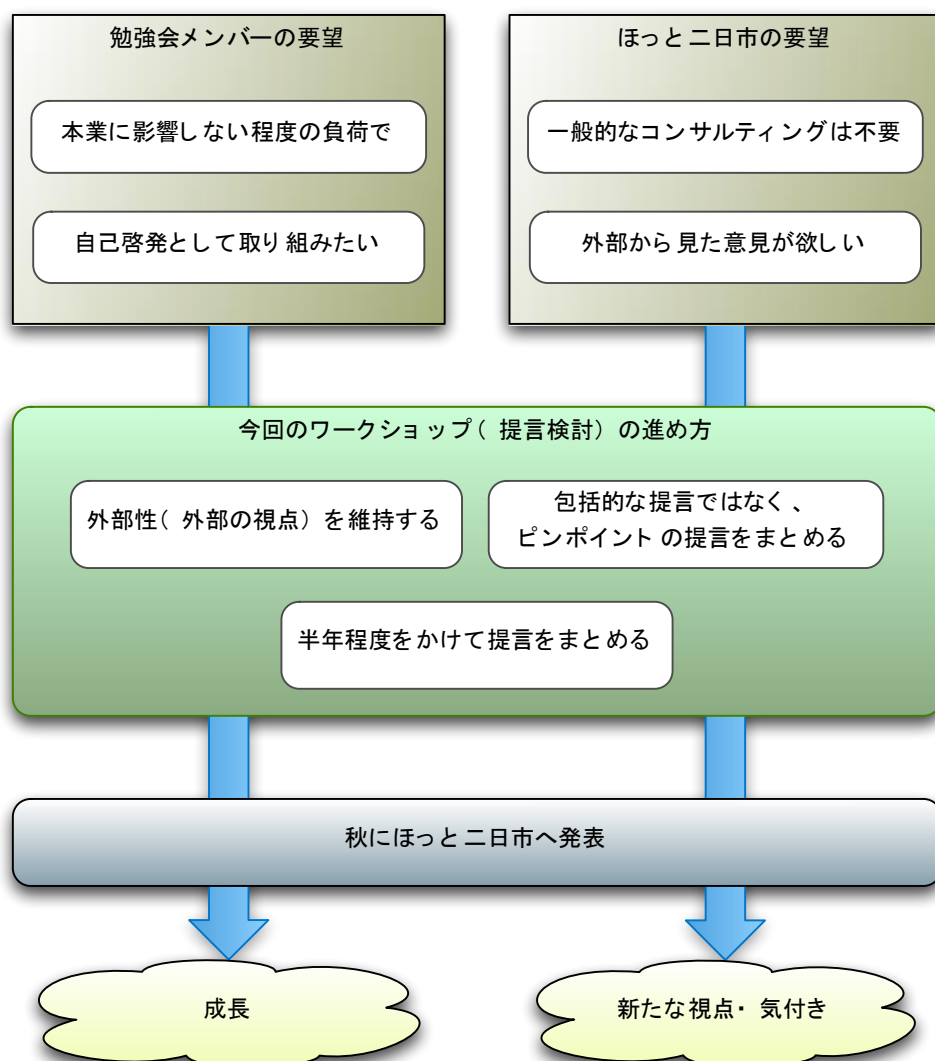 勉強会メンバーの要望
本業に影響しない程度の負荷で
自己啓発として取り組みたい
ほっと二日市の要望
一般的なコンサルティングは不要
外部から見た意見が欲しい
今回のワークショップ（提言検討）の進め方
外部性（外部の視点）を維持する
包括的な提言ではなく、
ピンポイントの提言をまとめる
半年程度をかけて提言をまとめる
秋にほっと二日市へ発表
成長
新たな視点・気付き